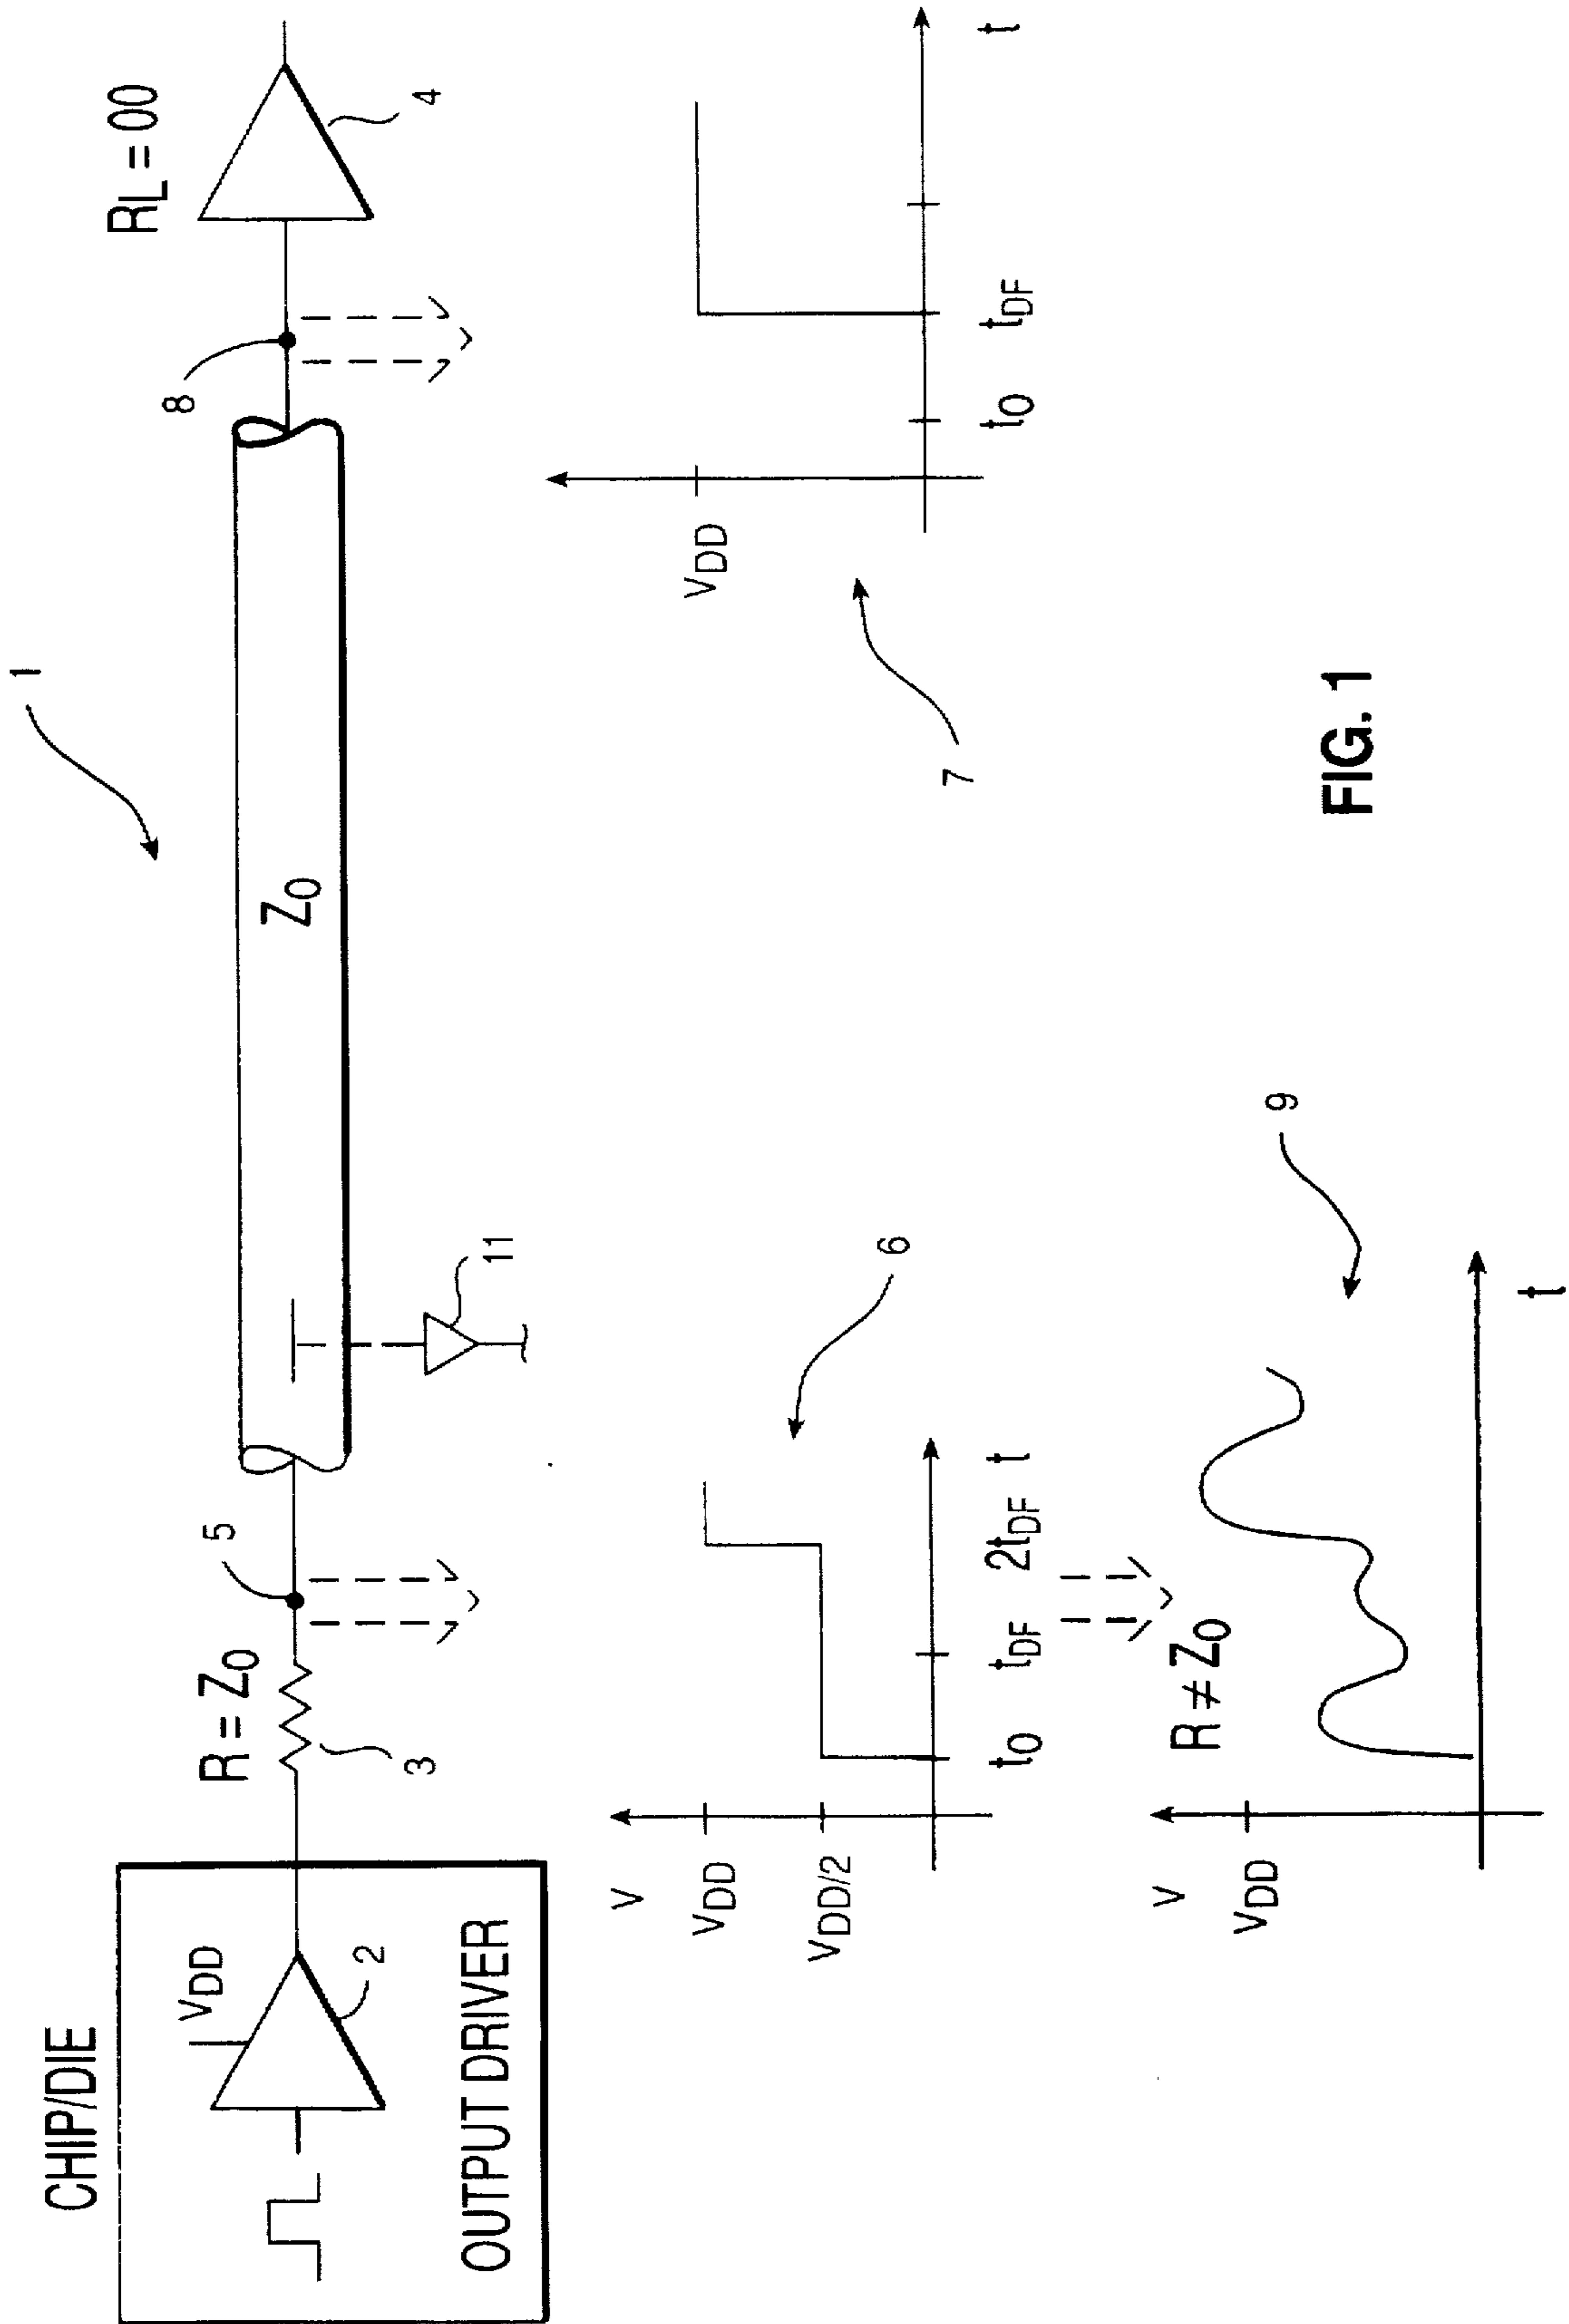 1
CHIP/DIE
VDD
2
OUTPUT DRIVER
R = Z0
3
5
Z0
11
8
RL = 00
4
V
VDD
VDD/2
t0 tDF 2tDF t
6
VDD
t0 tDF t
7
R ≠ Z0
V
VDD
t
9
FIG. 1